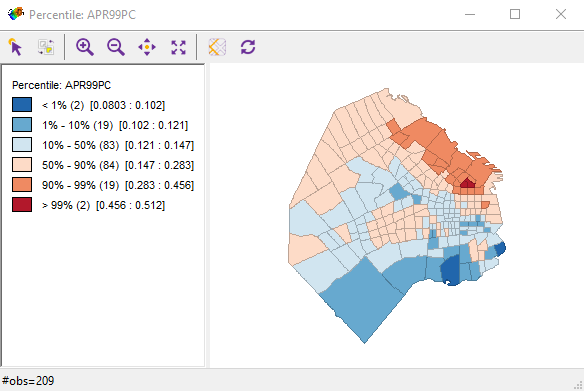 Percentile: APR99PC
Percentile: APR99PC
< 1% (2) [0.0803 : 0.102]
1% - 10% (19) [0.102 : 0.121]
10% - 50% (83) [0.121 : 0.147]
50% - 90% (84) [0.147 : 0.283]
90% - 99% (19) [0.283 : 0.456]
> 99% (2) [0.456 : 0.512]
#obs=209